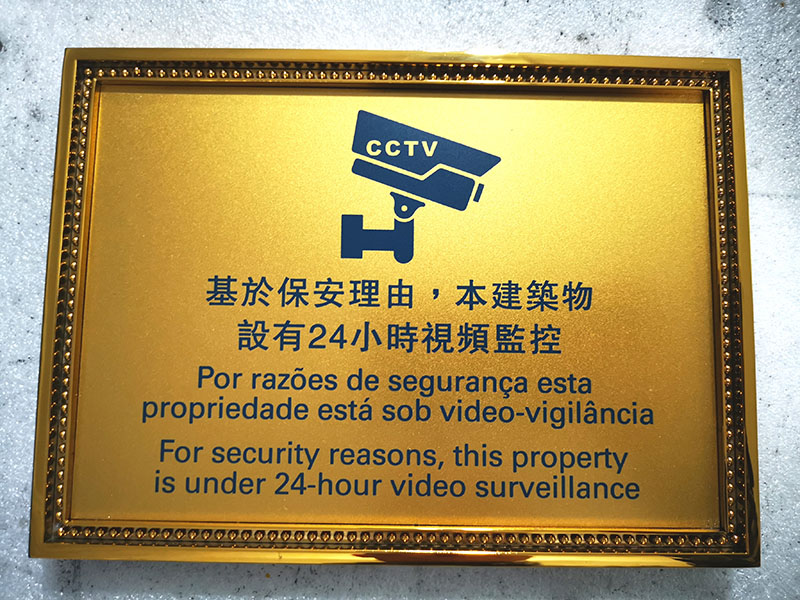 CCTV
基於保安理由，本建築物
設有24小時視頻監控
Por razões de segurança esta
propriedade está sob video-vigilância
For security reasons, this property
is under 24-hour video surveillance